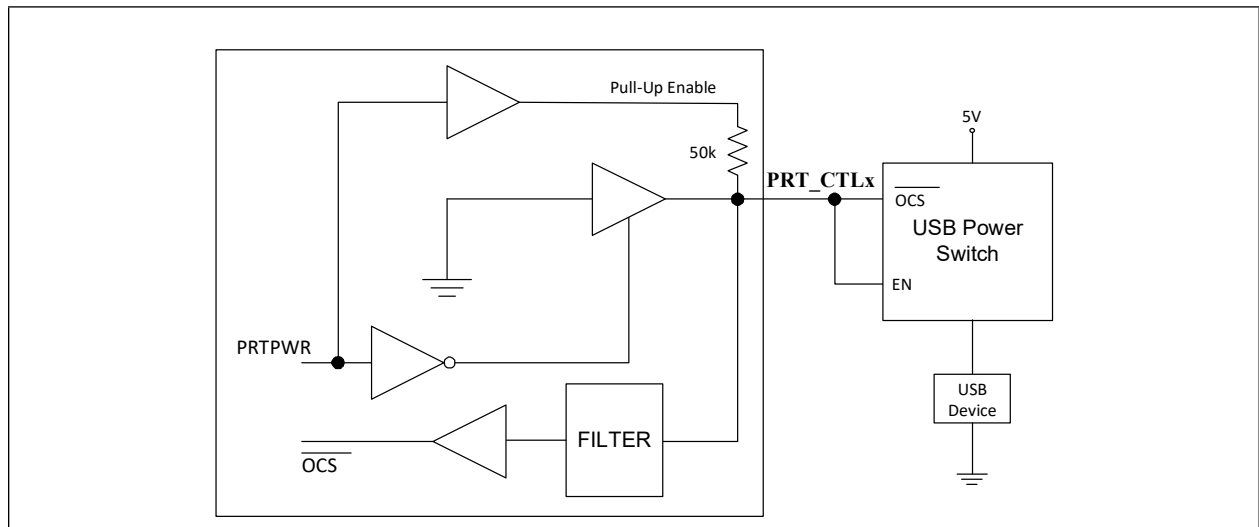 Pull-Up Enable
50k
PRT_CTLx
5V
OCS
USB Power
Switch
EN
PRTPWR
FILTER
OCS
USB
Device